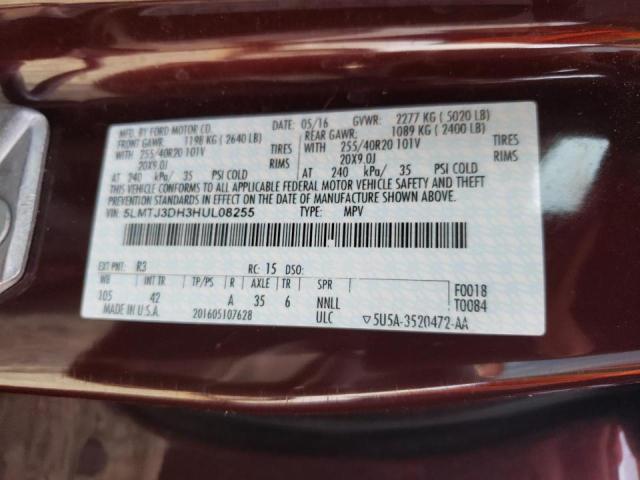 MFD. BY FORD MOTOR CO.
DATE: 05/16 GVWR: 2277 KG ( 5020 LB)
FRONT GAWR: 1198 KG ( 2640 LB)
REAR GAWR: 1089 KG ( 2400 LB)
WITH 255/40R20 101V TIRES
WITH 255/40R20 101V TIRES
20X9.0J RIMS
20X9.0J RIMS
AT 240 kPa/ 35 PSI COLD
AT 240 kPa/ 35 PSI COLD
THIS VEHICLE CONFORMS TO ALL APPLICABLE FEDERAL MOTOR VEHICLE SAFETY AND THEFT PREVENTION STANDARDS IN EFFECT ON THE DATE OF MANUFACTURE SHOWN ABOVE.
VIN: 5LMTJ3DH3HUL08255 TYPE: MPV
EXT PNT: R3 RC: 15 DSO:
WB INT TR TP/PS R AXLE TR SPR
105 42 A 35 6 NNLL
F0018
T0084
MADE IN U.S.A. 201605107628 ULC
▽5U5A-3520472-AA